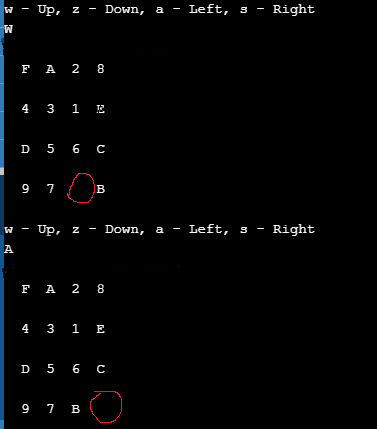 w - Up, z - Down, a - Left, s - Right
W
F A 2 8
4 3 1 E
D 5 6 C
9 7 B
w - Up, z - Down, a - Left, s - Right
A
F A 2 8
4 3 1 E
D 5 6 C
9 7 B